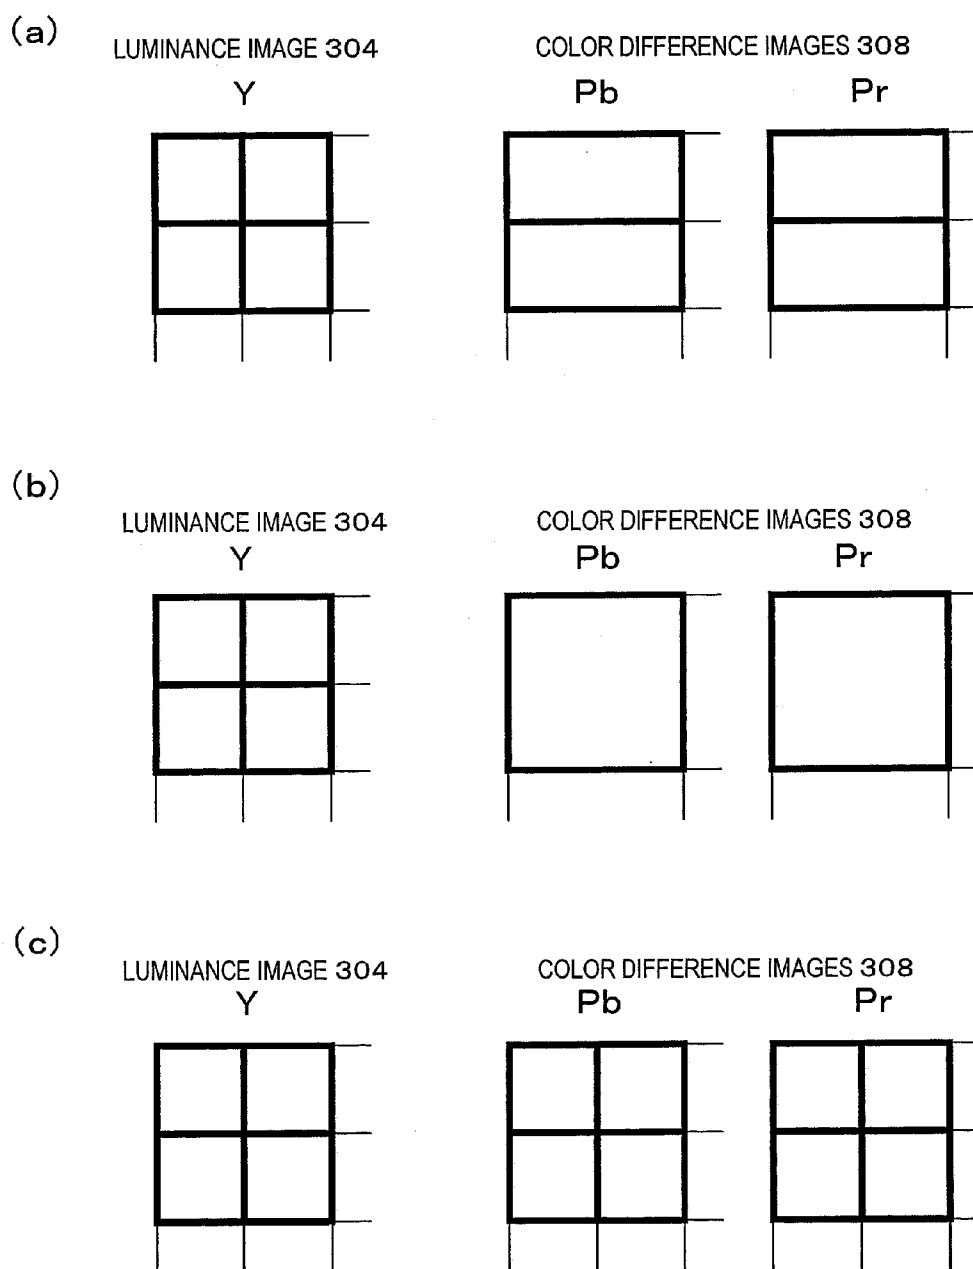 (a)
LUMINANCE IMAGE 304
COLOR DIFFERENCE IMAGES 308
Y
Pb
Pr
(b)
LUMINANCE IMAGE 304
COLOR DIFFERENCE IMAGES 308
Y
Pb
Pr
(c)
LUMINANCE IMAGE 304
COLOR DIFFERENCE IMAGES 308
Y
Pb
Pr